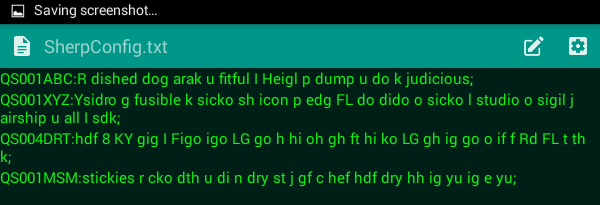 Saving screenshot...
SherpConfig.txt
QS001ABC:R dished dog arak u fitful I Heigl p dump u do k judicious;
QS001XYZ:Ysidro g fusible k sicko sh icon p edg FL do dido o sicko l studio o sigil j
airship u all I sdk;
QS004DRT:hdf 8 KY gig I Figo igo LG go h hi oh gh ft hi ko LG gh ig go o if f Rd FL t th
k;
QS001MSM:stickies r cko dth u di n dry st j gf c hef hdf dry hh ig yu ig e yu;